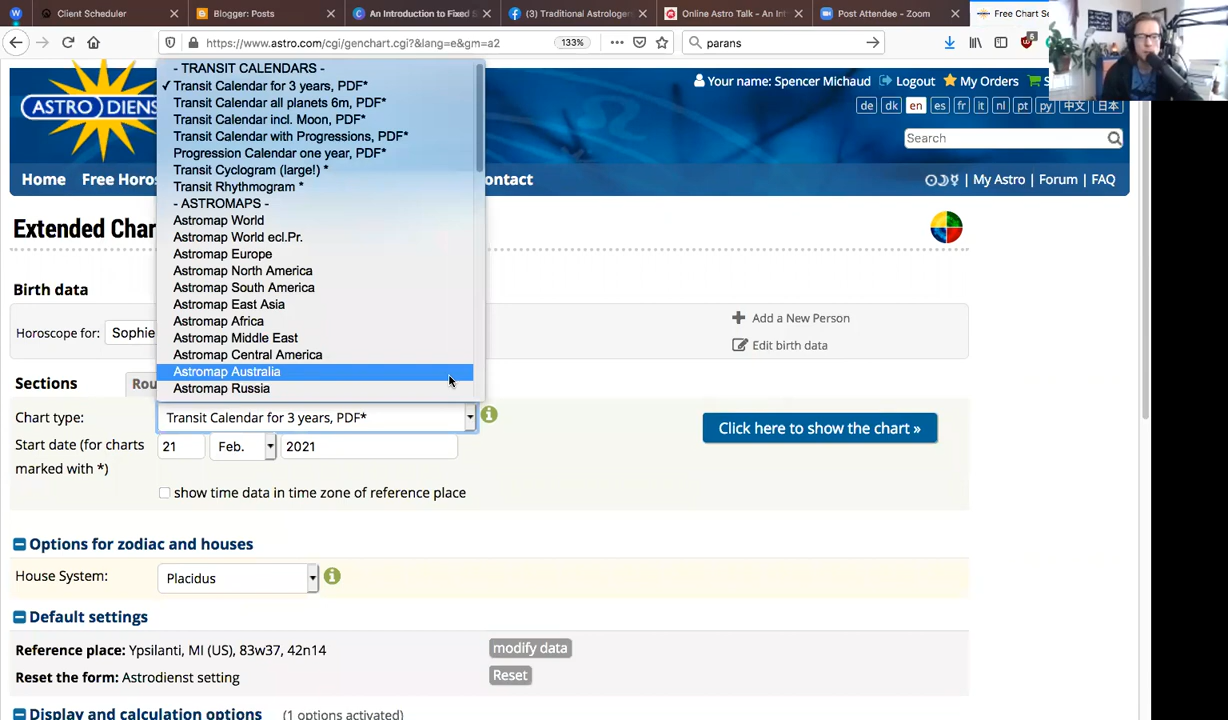 Client Scheduler
Blogger: Posts
An Introduction to Fixed
(3) Traditional Astrologer
Online Astro Talk - An Int
Post Attendee – Zoom
Free Chart Se
https://www.astro.com/cgi/genchart.cgi?&lang=e&gm=a2
133%
parans
6
ASTRO DIENS
Your name: Spencer Michaud
Logout
My Orders
S
de dk en es fr it nl pt py 中文 日本
Search
Home
Free Horo
ontact
My Astro | Forum | FAQ
- TRANSIT CALENDARS -
✓ Transit Calendar for 3 years, PDF*
Transit Calendar all planets 6m, PDF*
Transit Calendar incl. Moon, PDF*
Transit Calendar with Progressions, PDF*
Progression Calendar one year, PDF*
Transit Cyclogram (large!) *
Transit Rhythmogram *
- ASTROMAPS -
Astromap World
Astromap World ecl.Pr.
Astromap Europe
Astromap North America
Astromap South America
Astromap East Asia
Astromap Africa
Astromap Middle East
Astromap Central America
Astromap Australia
Astromap Russia
Extended Char
Birth data
Horoscope for: Sophie
Add a New Person
Edit birth data
Sections
Rou
Chart type: Transit Calendar for 3 years, PDF*
Click here to show the chart »
Start date (for charts
marked with *)
21 Feb. 2021
show time data in time zone of reference place
Options for zodiac and houses
House System: Placidus
Default settings
Reference place: Ypsilanti, MI (US), 83w37, 42n14
modify data
Reset the form: Astrodienst setting
Reset
Display and calculation options (1 options activated)